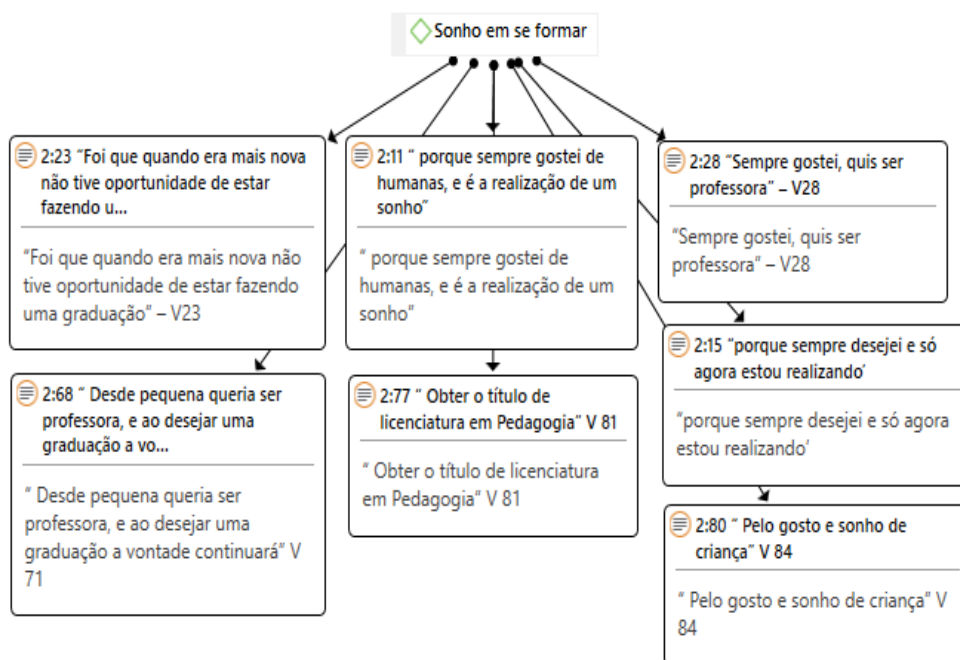 Sonho em se formar
2:23 “Foi que quando era mais nova
não tive oportunidade de estar
fazendo u...
“Foi que quando era mais nova não
tive oportunidade de estar fazendo
uma graduação” – V23
2:11 “ porque sempre gostei de
humanas, e é a realização de um
sonho”
“ porque sempre gostei de
humanas, e é a realização de um
sonho”
2:28 “Sempre gostei, quis ser
professora” – V28
“Sempre gostei, quis ser
professora” – V28
2:15 “porque sempre desejei e só
agora estou realizando’
“porque sempre desejei e só agora
estou realizando’
2:68 “ Desde pequena queria ser
professora, e ao desejar uma
graduação a vo...
“ Desde pequena queria ser
professora, e ao desejar uma
graduação a vontade continuará” V
71
2:77 “ Obter o título de
licenciatura em Pedagogia” V 81
“ Obter o título de licenciatura
em Pedagogia” V 81
2:80 “ Pelo gosto e sonho de
criança” V 84
“ Pelo gosto e sonho de criança” V
84